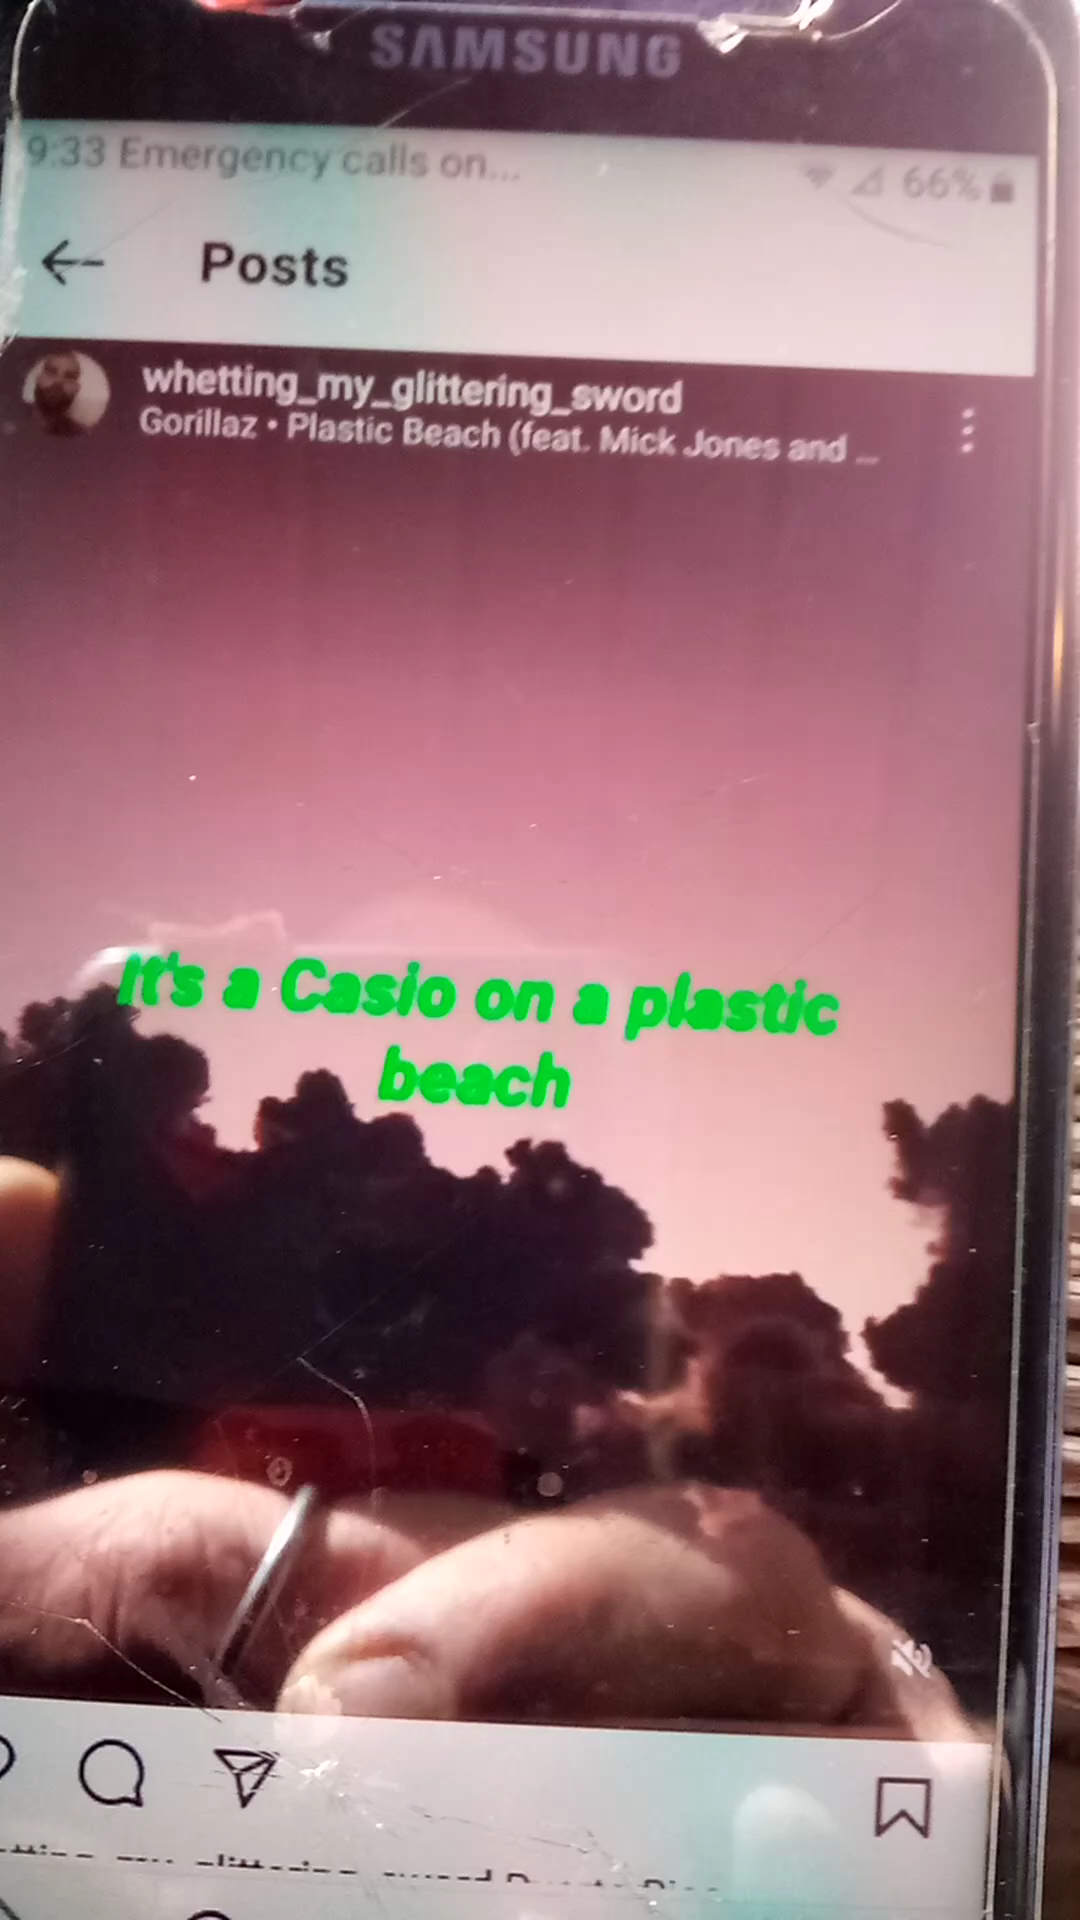 SAMSUNG
9:33 Emergency calls on...
66%
Posts
whetting_my_glittering_sword
Gorillaz • Plastic Beach (feat. Mick Jones and ...
It's a Casio on a plastic
beach